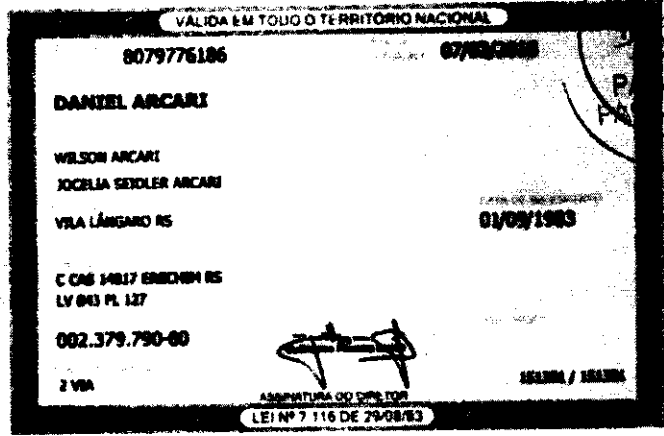 VÁLIDA EM TODO O TERRITÓRIO NACIONAL
8079776186
DANIEL ARCARI
WILSON ARCARI
JOCELIA SEIDLER ARCARI
VILA LÂNGARO RS
01/09/1983
C CAS 14817 ERECHIM RS
LV 043 FL 127
002.379.790-60
2 VIA
ASSINATURA DO DIRETOR
LEI Nº 7.116 DE 29/08/83